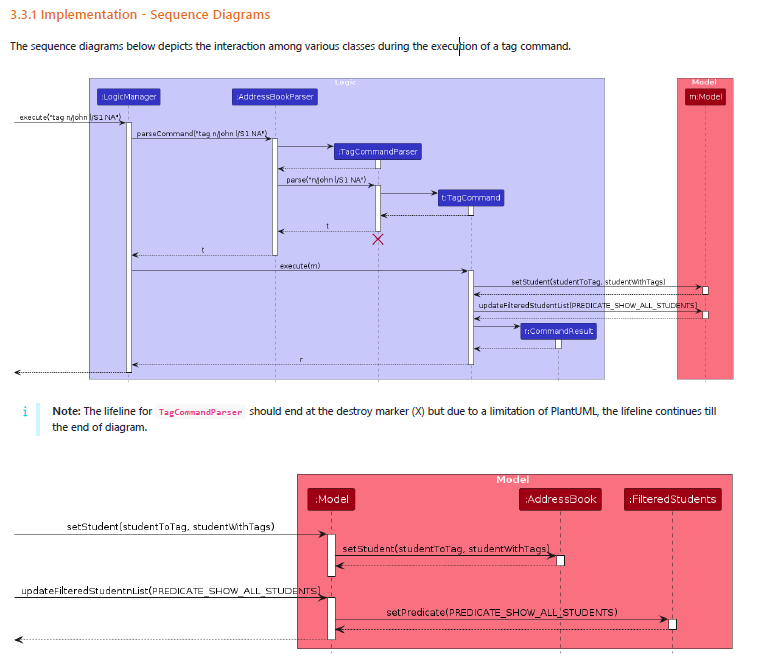 3.3.1 Implementation - Sequence Diagrams
The sequence diagrams below depicts the interaction among various classes during the execution of a tag command.
Logic
Model
:LogicManager
:AddressBookParser
m:Model
execute("tag n/john l/S1 NA")
parseCommand("tag n/john l/S1 NA")
:TagCommandParser
parse("n/john l/S1 NA")
t:TagCommand
t
t
execute(m)
setStudent(studentToTag, studentWithTags)
updateFilteredStudentList(PREDICATE_SHOW_ALL_STUDENTS)
r:CommandResult
r
i
Note: The lifeline for TagCommandParser should end at the destroy marker (X) but due to a limitation of PlantUML, the lifeline continues till
the end of diagram.
Model
:Model
:AddressBook
:FilteredStudents
setStudent(studentToTag, studentWithTags)
setStudent(studentToTag, studentWithTags)
updateFilteredStudentnList(PREDICATE_SHOW_ALL_STUDENTS)
setPredicate(PREDICATE_SHOW_ALL_STUDENTS)